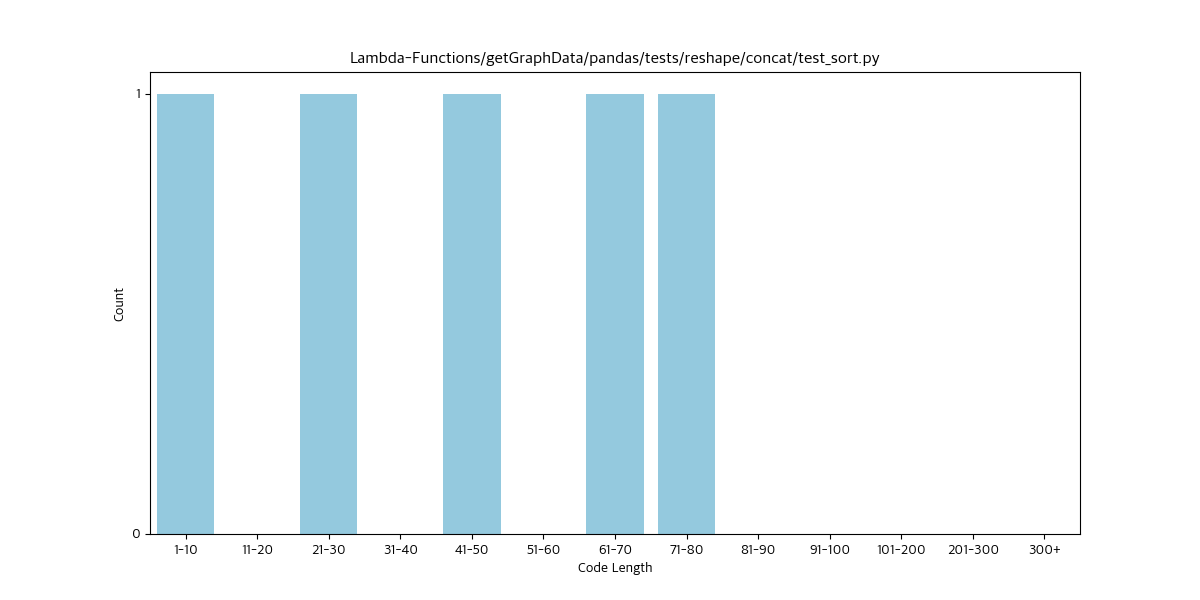 Lambda-Functions/getGraphData/pandas/tests/reshape/concat/test_sort.py
1
Count
0
1-10 11-20 21-30 31-40 41-50 51-60 61-70 71-80 81-90 91-100 101-200 201-300 300+
Code Length